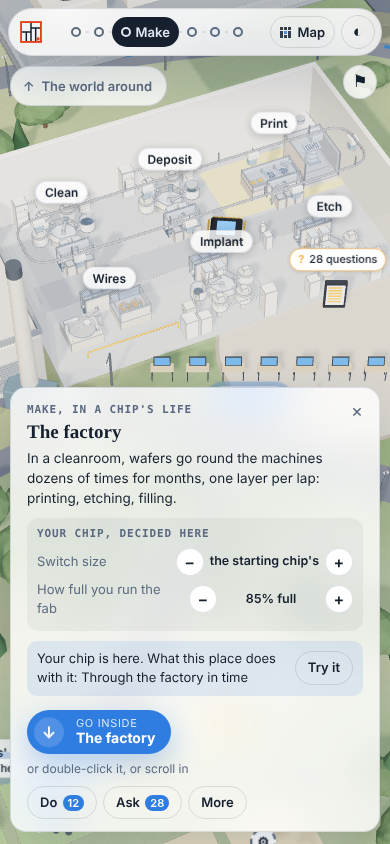 Make
Map
↑ The world around
Print
Deposit
Clean
Etch
Implant
? 28 questions
Wires
MAKE, IN A CHIP'S LIFE
The factory
In a cleanroom, wafers go round the machines
dozens of times for months, one layer per lap:
printing, etching, filling.
YOUR CHIP, DECIDED HERE
Switch size
− the starting chip's +
How full you run the
fab
− 85% full +
Your chip is here. What this place does
with it: Through the factory in time
Try it
GO INSIDE
The factory
or double-click it, or scroll in
Do 12
Ask 28
More